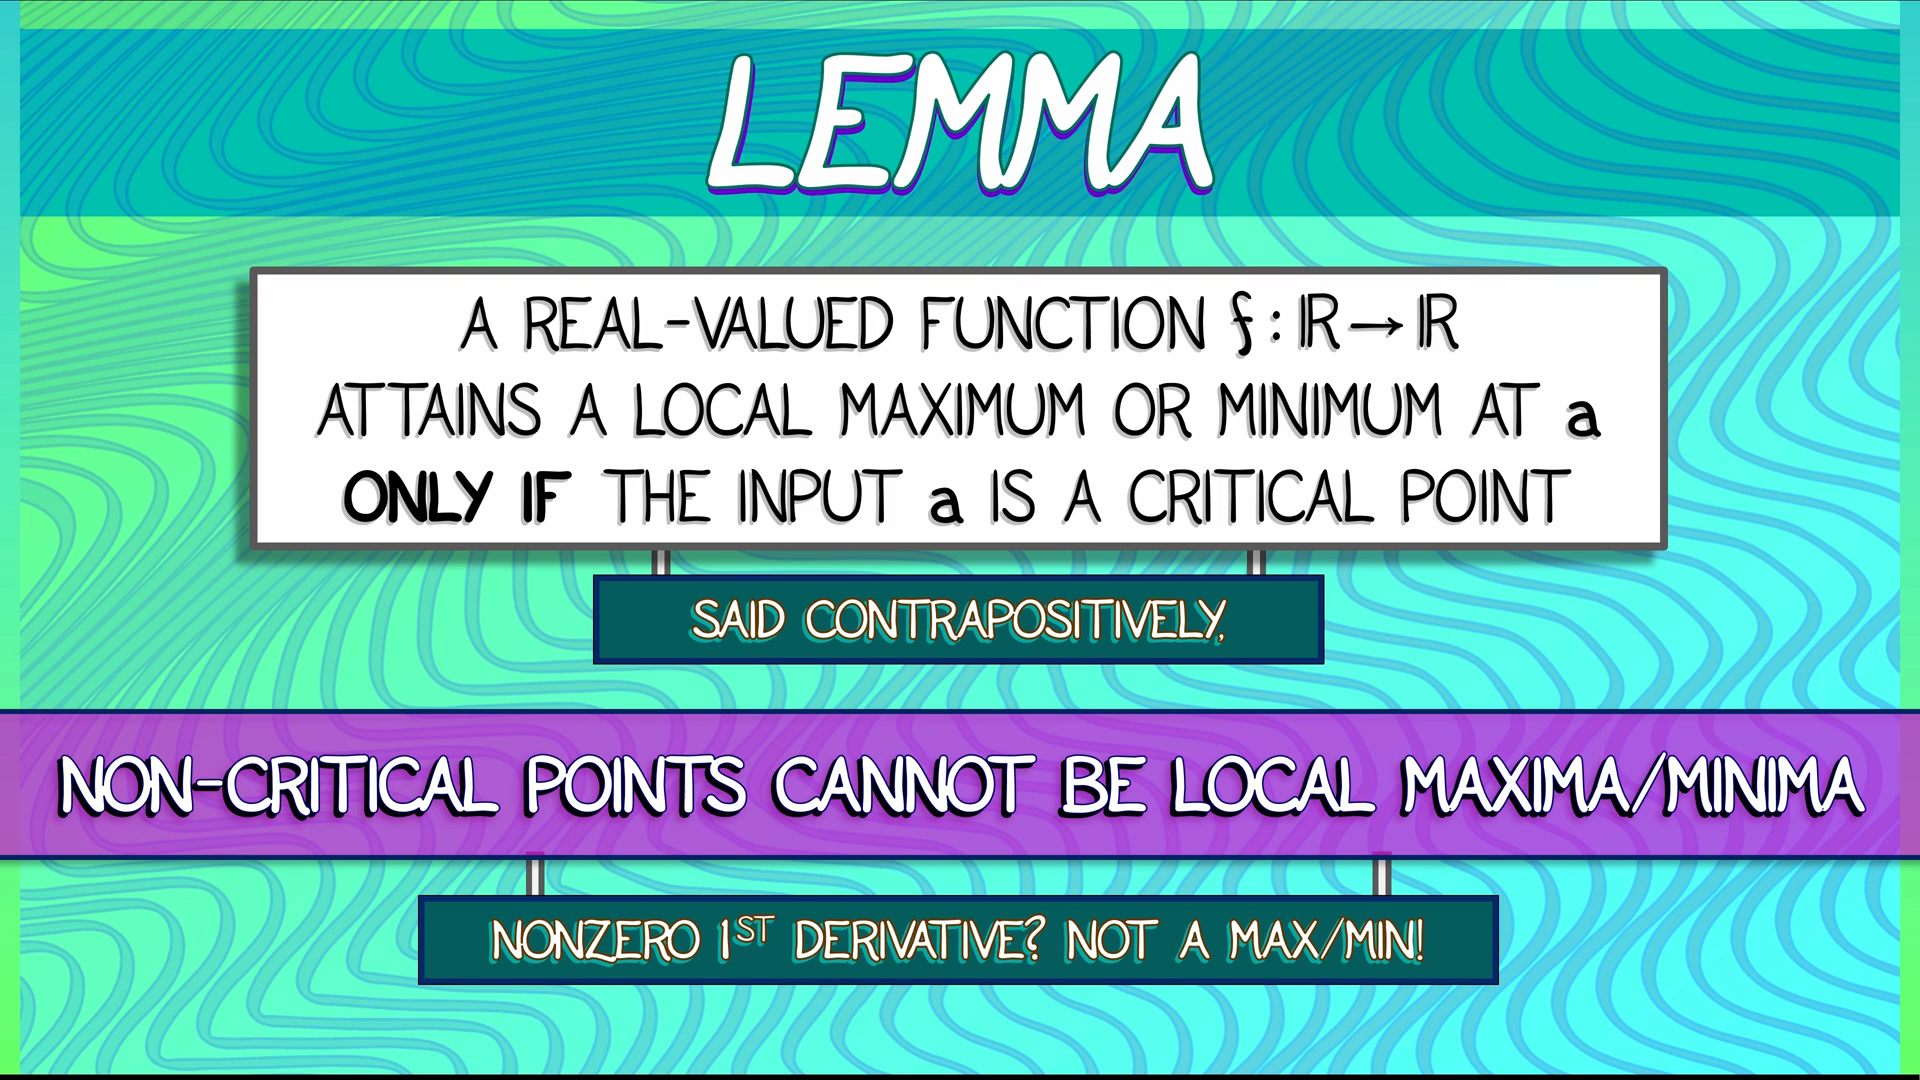 LEMMA
A REAL-VALUED FUNCTION f : ℝ→ℝ
ATTAINS A LOCAL MAXIMUM OR MINIMUM AT a
ONLY IF THE INPUT a IS A CRITICAL POINT
SAID CONTRAPOSITIVELY,
NON-CRITICAL POINTS CANNOT BE LOCAL MAXIMA/MINIMA
NONZERO 1ST DERIVATIVE? NOT A MAX/MIN!